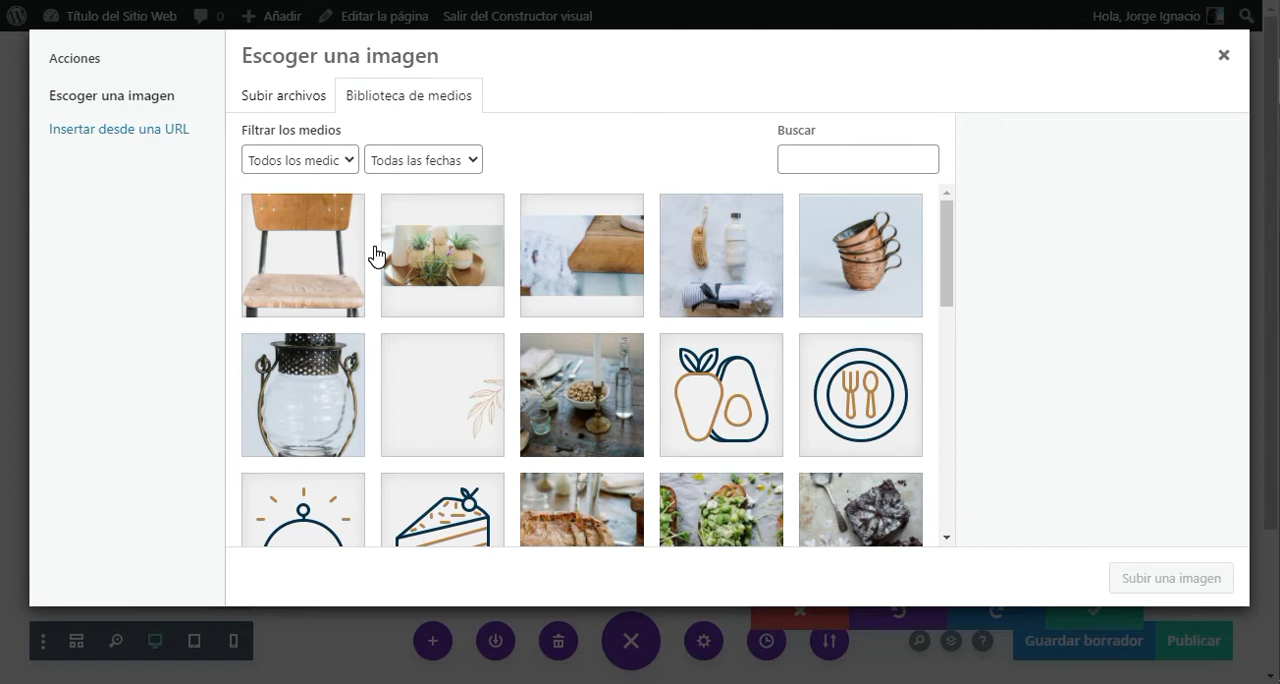 Título del Sitio Web
0
Añadir
Editar la página
Salir del Constructor visual
Hola, Jorge Ignacio
Acciones
Escoger una imagen
Insertar desde una URL
Escoger una imagen
Subir archivos
Biblioteca de medios
Filtrar los medios
Todos los medic
Todas las fechas
Buscar
Subir una imagen
Guardar borrador
Publicar